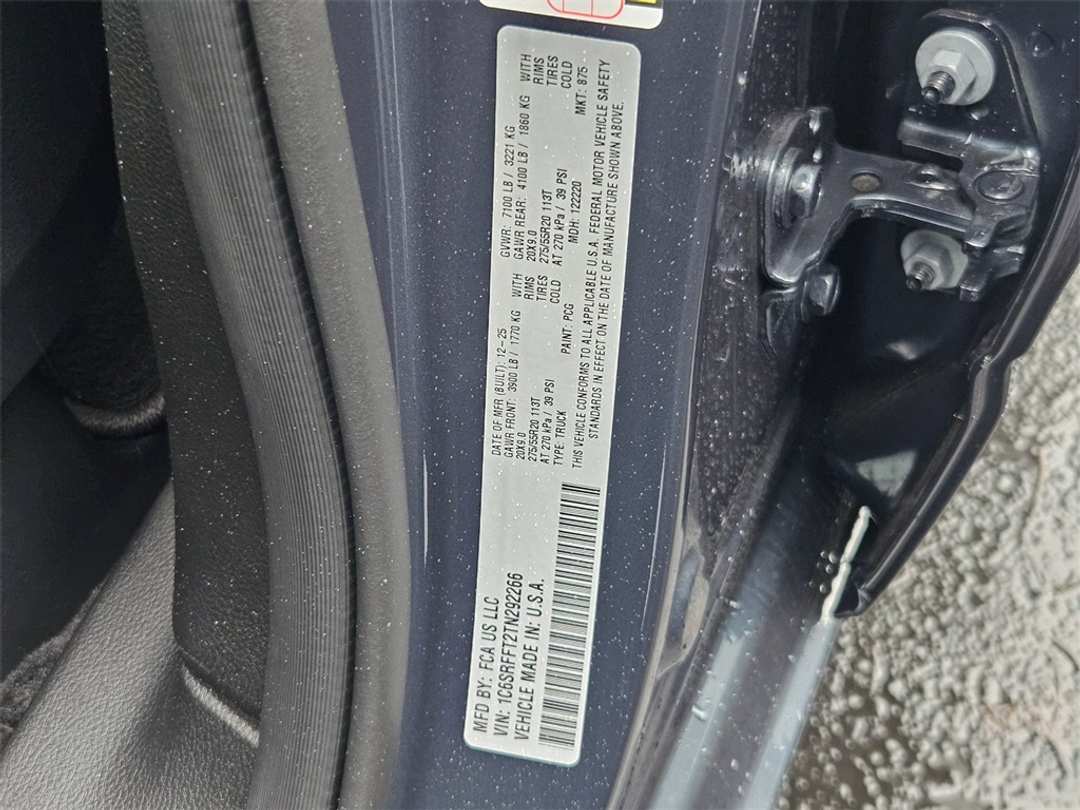 MFD BY: FCA US LLC
VIN: 1C6SRFFT2TN292266
VEHICLE MADE IN: U.S.A.
DATE OF MFR (BUILT): 12-25
GVWR: 7100 LB / 3221 KG
GAWR FRONT: 3900 LB / 1770 KG WITH
20X9.0 RIMS
275/55R20 113T TIRES
AT 270 kPa / 39 PSI COLD
GAWR REAR: 4100 LB / 1860 KG WITH
20X9.0 RIMS
275/55R20 113T TIRES
AT 270 kPa / 39 PSI COLD
TYPE: TRUCK PAINT: PCG MDH: 122220 MKT: 875
THIS VEHICLE CONFORMS TO ALL APPLICABLE U.S.A. FEDERAL MOTOR VEHICLE SAFETY
STANDARDS IN EFFECT ON THE DATE OF MANUFACTURE SHOWN ABOVE.